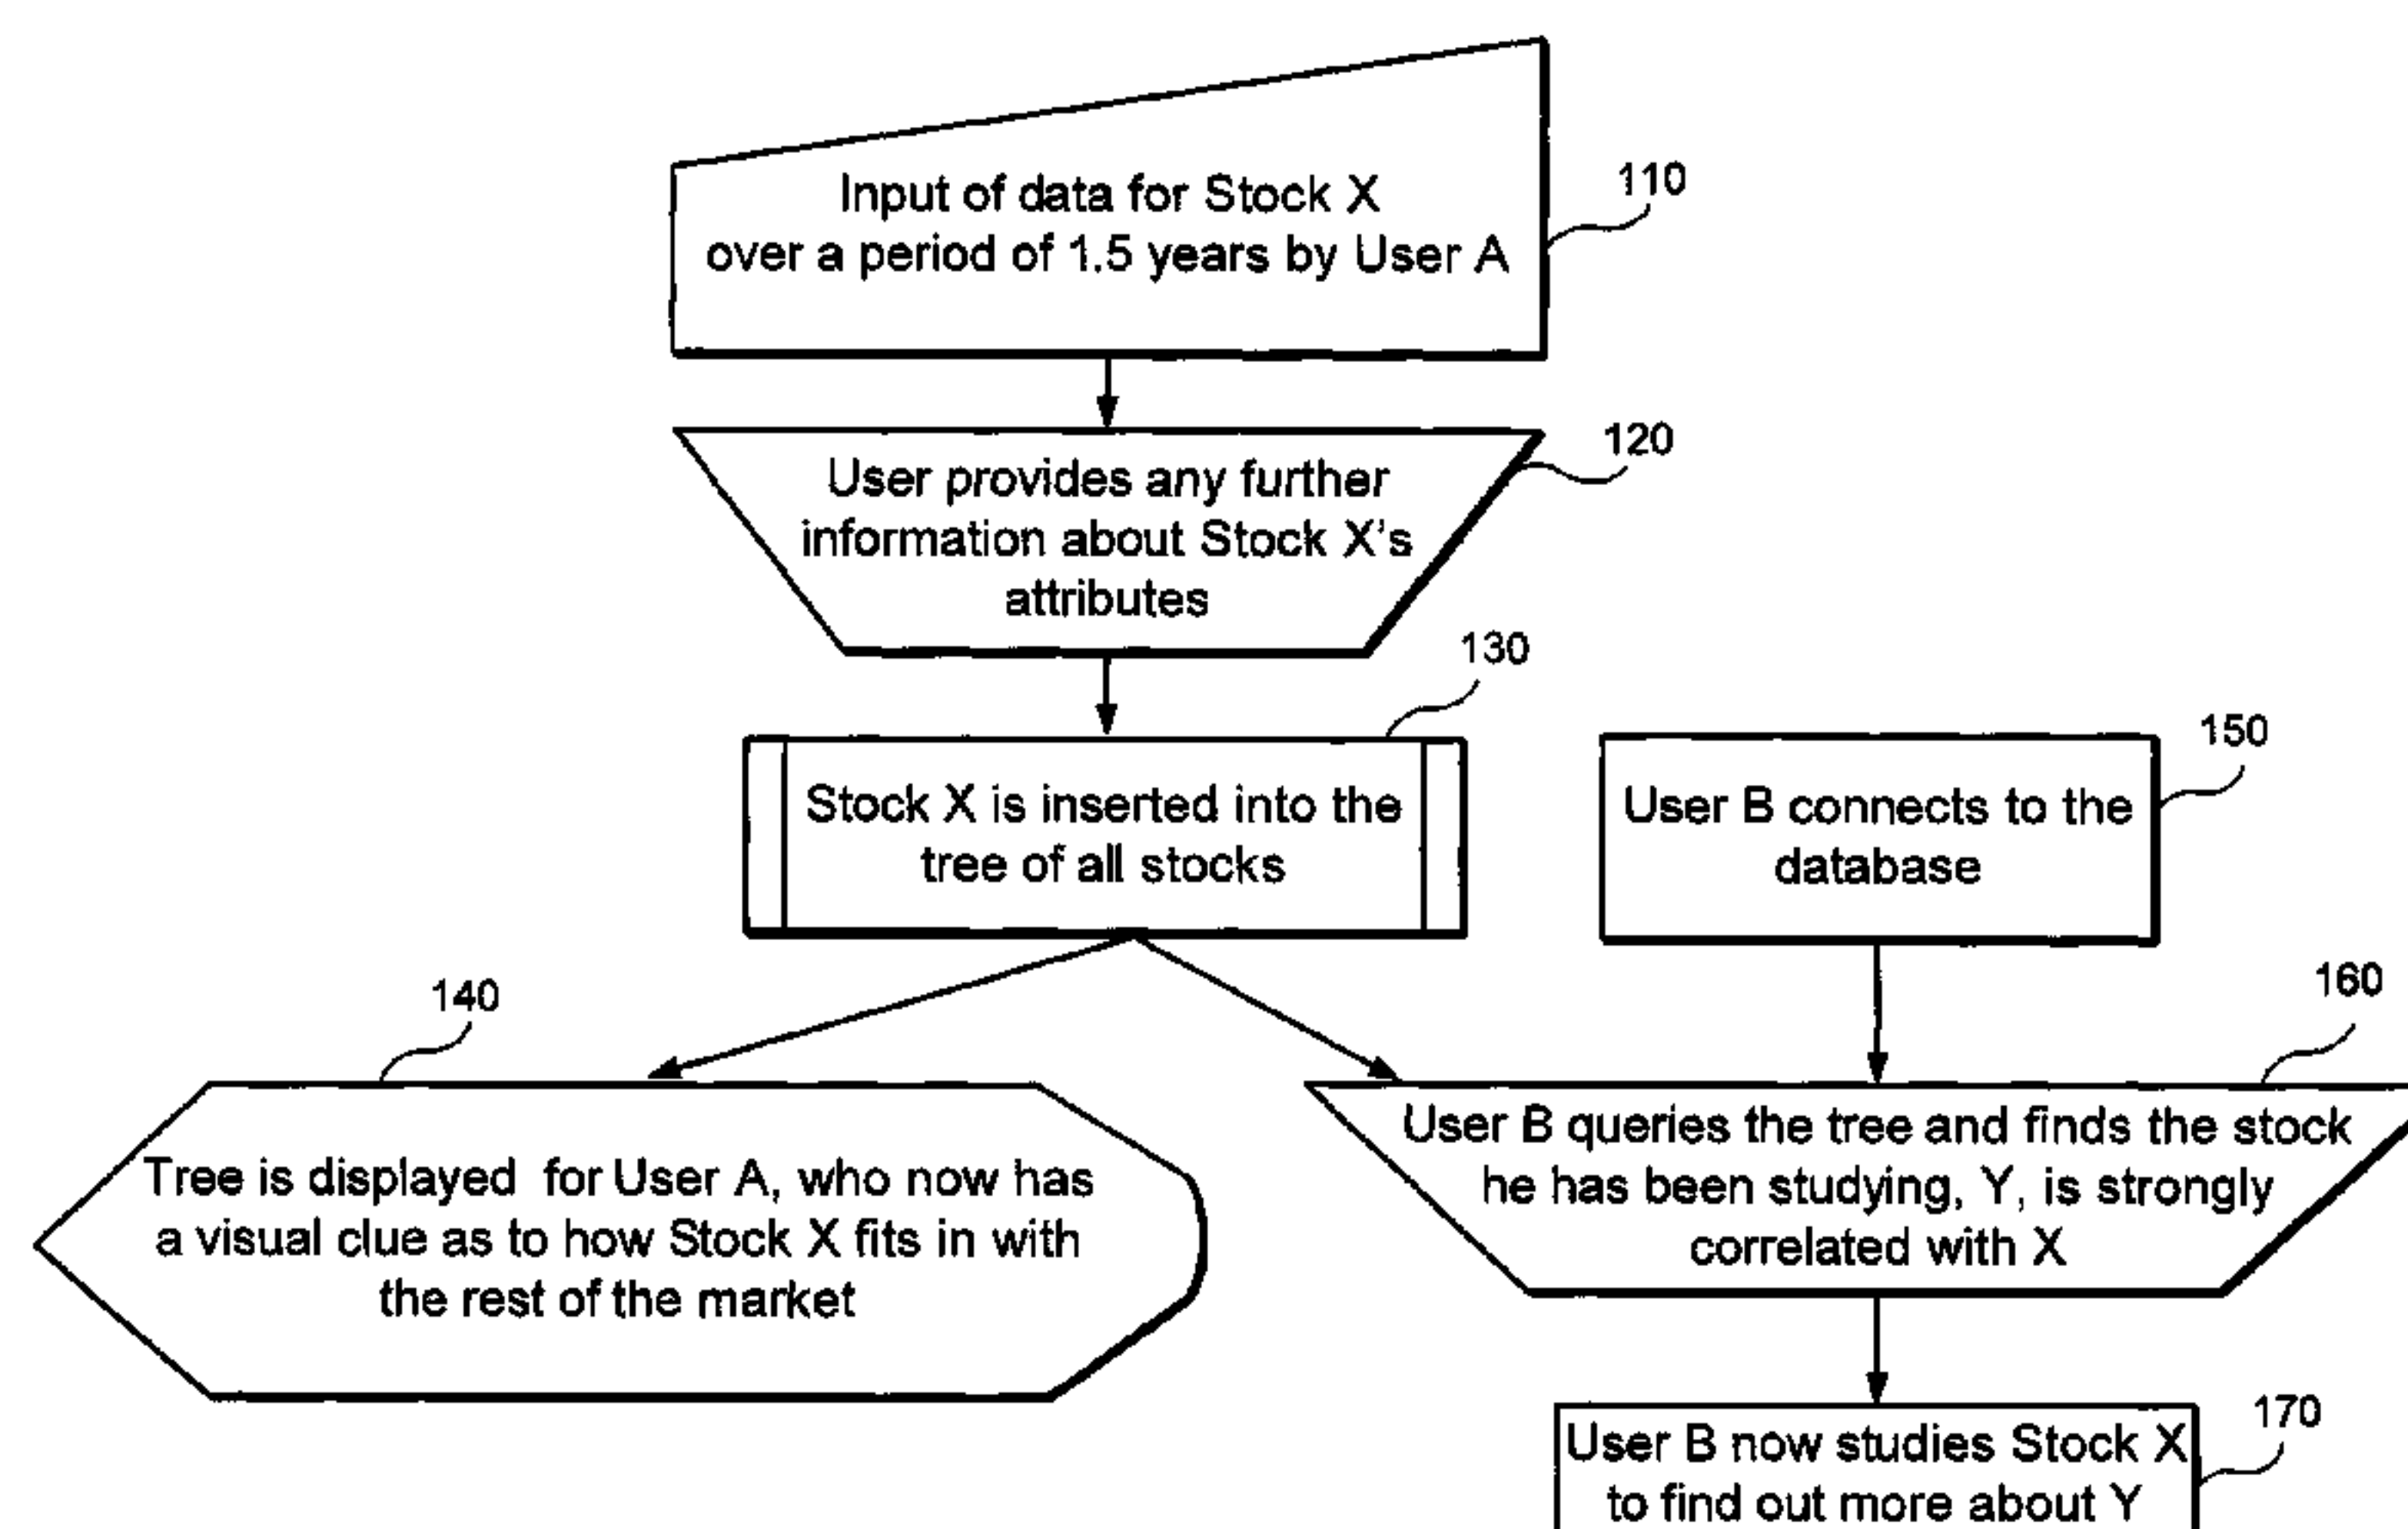 Input of data for Stock X
over a period of 1.5 years by User A
110
User provides any further
information about Stock X's
attributes
120
130
Stock X is inserted into the
tree of all stocks
150
User B connects to the
database
140
Tree is displayed for User A, who now has
a visual clue as to how Stock X fits in with
the rest of the market
160
User B queries the tree and finds the stock
he has been studying, Y, is strongly
correlated with X
170
User B now studies Stock X
to find out more about Y